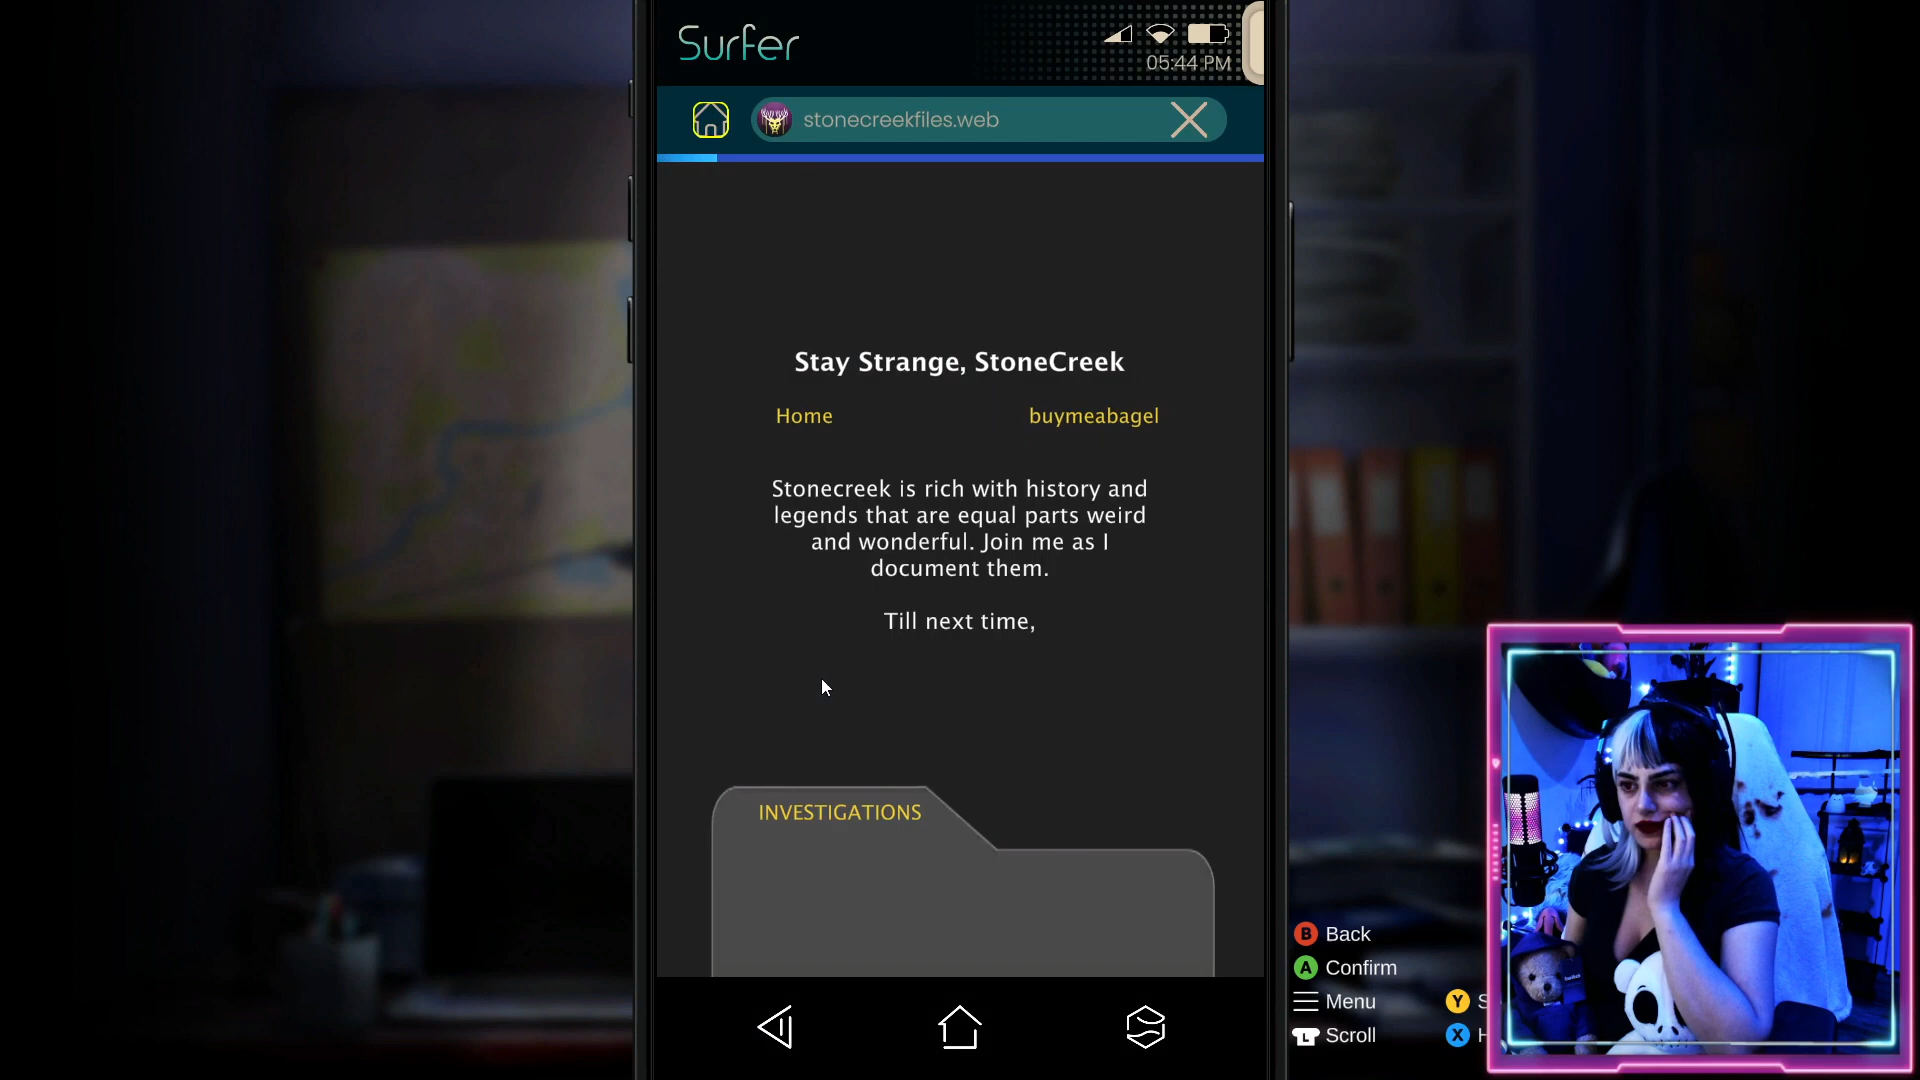 Surfer
05:44 PM
stonecreekfiles.web
Stay Strange, StoneCreek
Home
buymeabagel
Stonecreek is rich with history and
legends that are equal parts weird
and wonderful. Join me as I
document them.
Till next time,
INVESTIGATIONS
B Back
A Confirm
Menu
Y S
L Scroll
X H